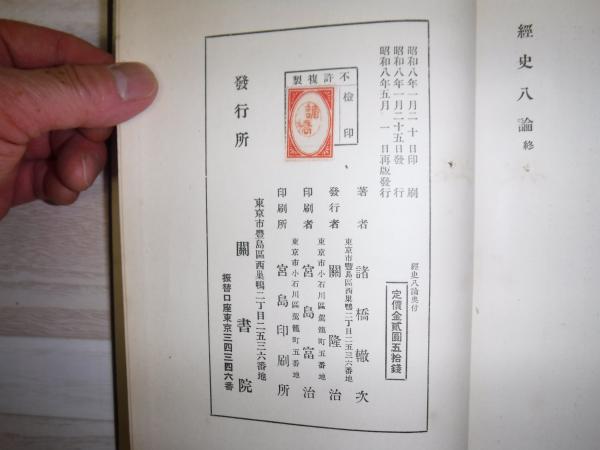 經史八論 終
經史八論奧付
定價金貳圓五拾錢
昭和八年一月二十日印刷
昭和八年一月二十五日發行
昭和八年五月一日再版發行
不許複製
檢印
著者 諸橋轍次
東京市豐島區西巢鴨二丁目二五三六番地
發行者 關隆治
東京市小石川區駕籠町五番地
印刷者 宮島富治
東京市小石川區駕籠町五番地
印刷所 宮島印刷所
發行所
東京市豐島區西巢鴨二丁目二五三六番地
關書院
振替口座東京三四三四六番